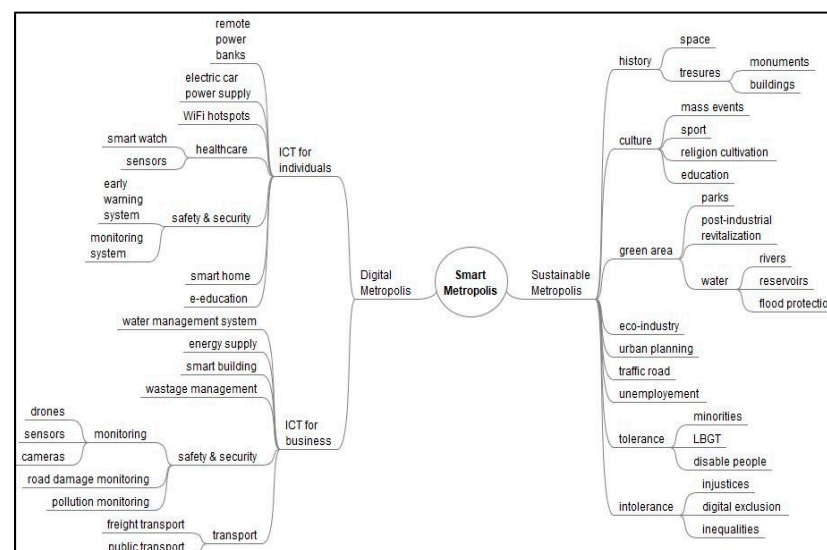 remote
power
banks
electric car
power supply
WiFi hotspots
smart watch
healthcare
sensors
ICT for
individuals
early
warning
system
safety & security
monitoring
system
smart home
e-education
Digital
Metropolis
water management system
energy supply
smart building
wastage management
ICT for
business
drones
sensors
monitoring
cameras
safety & security
road damage monitoring
pollution monitoring
freight transport
transport
public transport
Smart
Metropolis
Sustainable
Metropolis
history
space
tresures
monuments
buildings
culture
mass events
sport
religion cultivation
education
green area
parks
post-industrial
revitalization
water
rivers
reservoirs
flood protectio
eco-industry
urban planning
traffic road
unemployement
tolerance
minorities
LBGT
disable people
intolerance
injustices
digital exclusion
inequalities